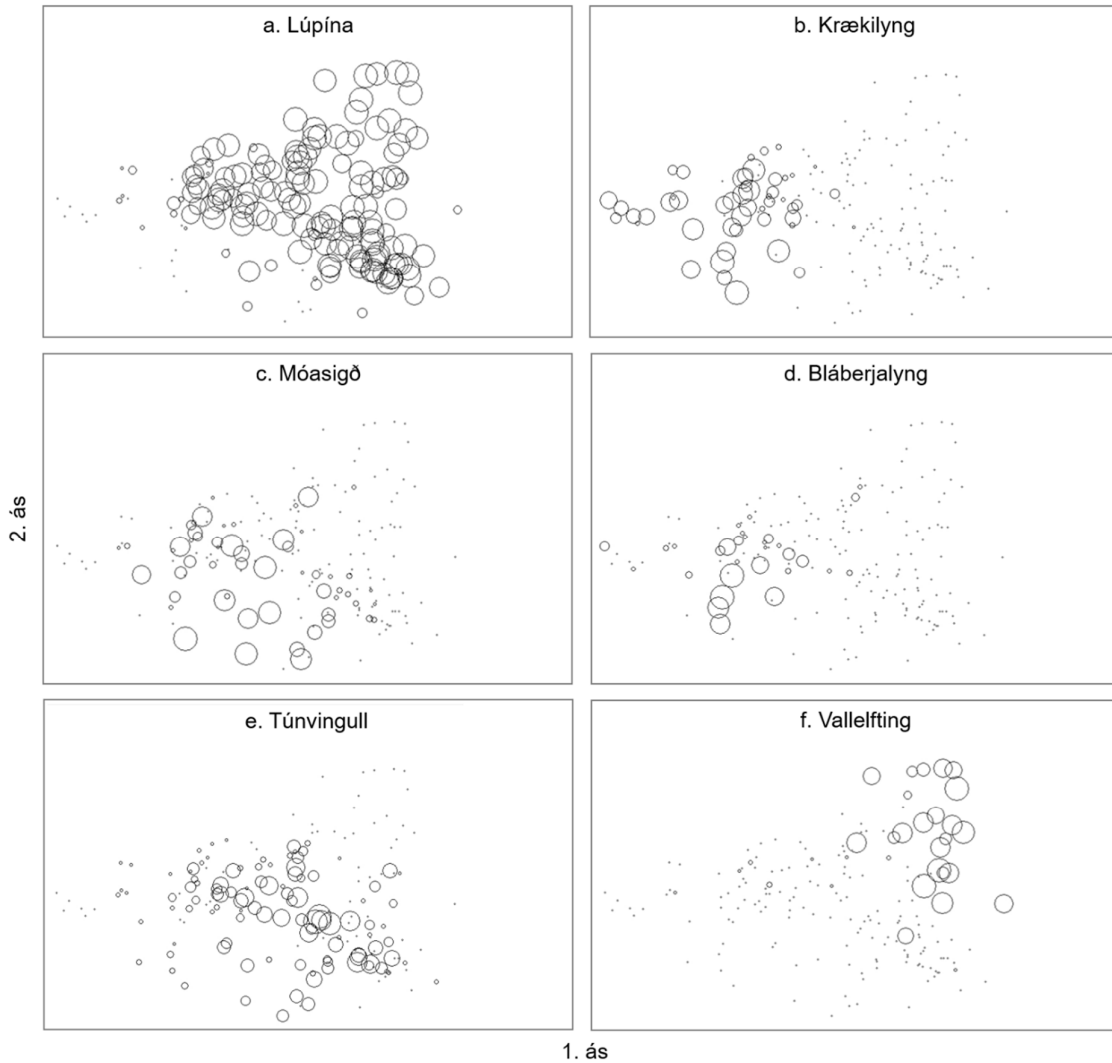 a. Lúpína
b. Krækilyng
c. Móasigð
d. Bláberjalyng
e. Túnvingull
f. Vallelfting
2. ás
1. ás